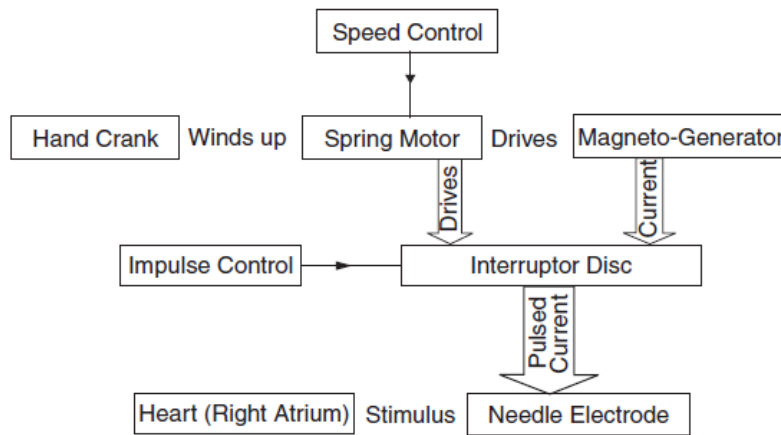 Speed Control
Hand Crank Winds up Spring Motor Drives Magneto-Generator
Drives
Current
Impulse Control Interruptor Disc
Pulsed
Current
Heart (Right Atrium) Stimulus Needle Electrode